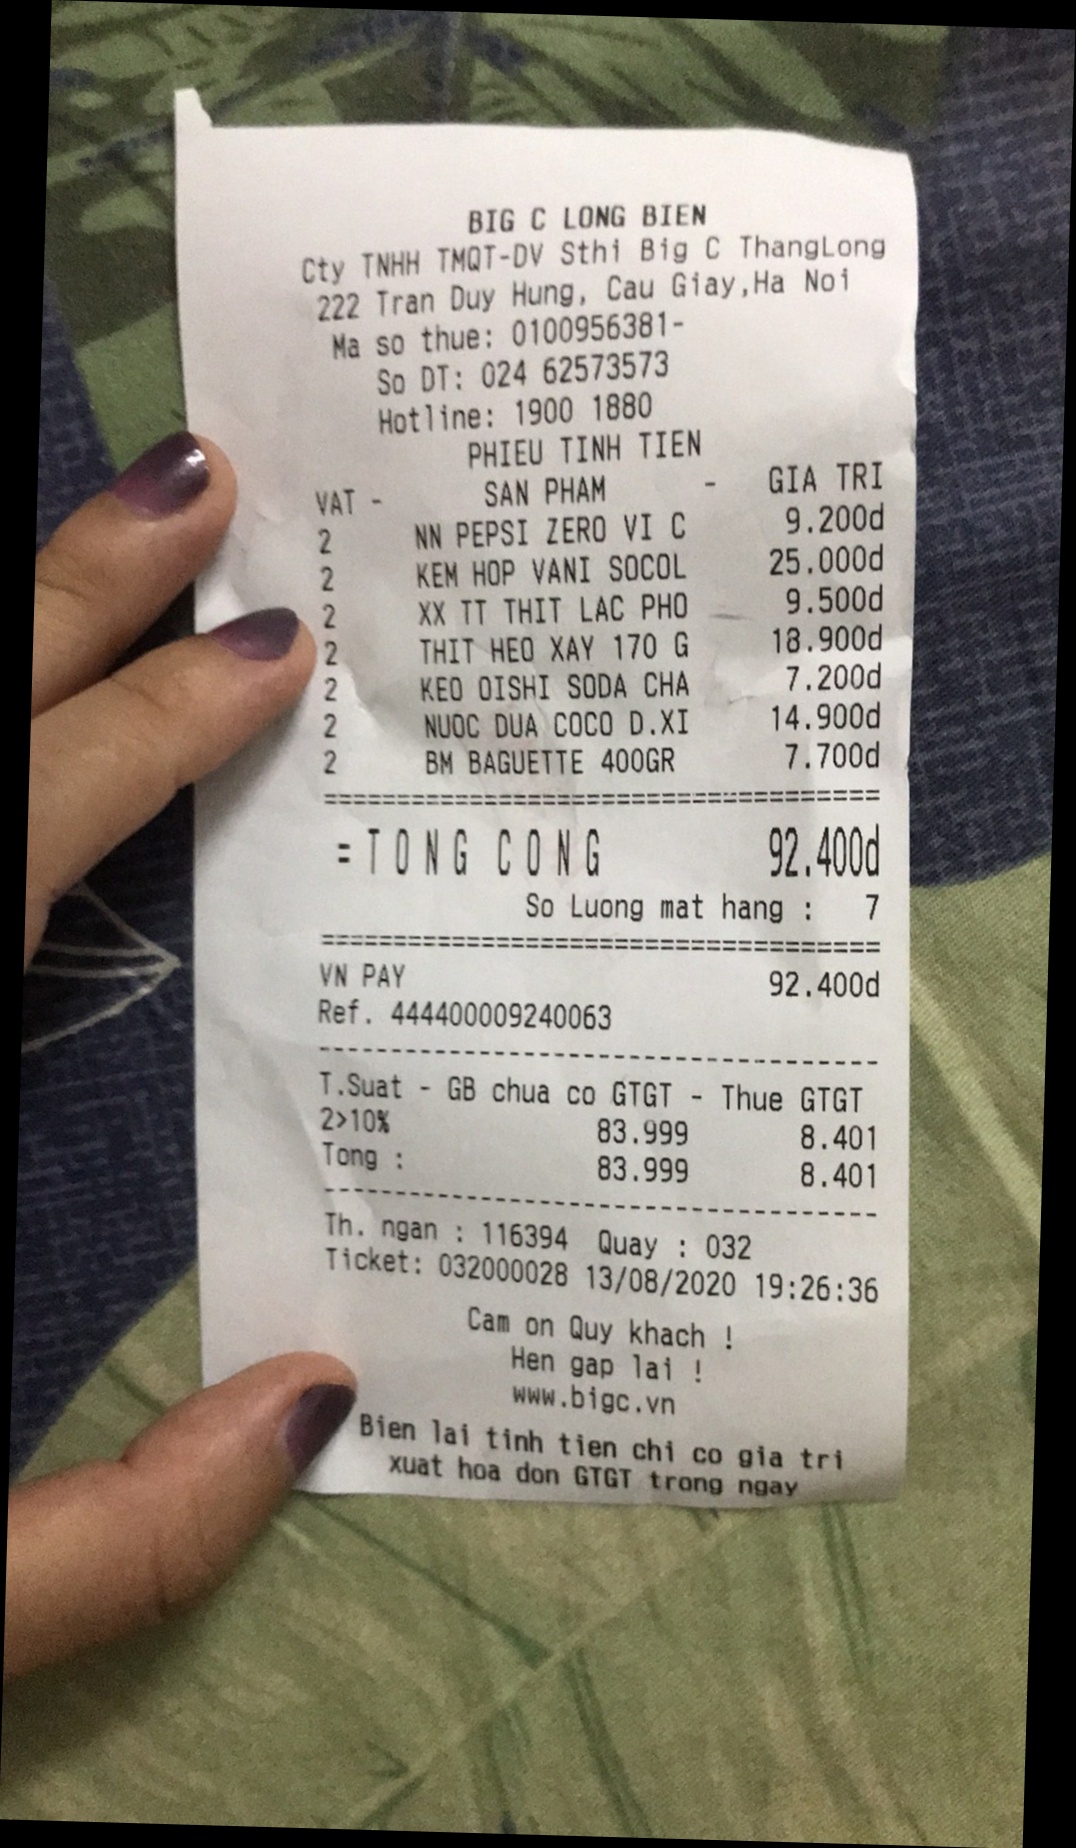 BIG C LONG BIEN
Cty TNHH TMQT-DV Sthi Big C ThangLong
222 Tran Duy Hung, Cau Giay,Ha Noi
Ma so thue: 0100956381-
So DT: 024 62573573
Hotline: 1900 1880
PHIEU TINH TIEN
VAT - SAN PHAM - GIA TRI
2 NN PEPSI ZERO VI C 9.200d
2 KEM HOP VANI SOCOL 25.000d
2 XX TT THIT LAC PHO 9.500d
2 THIT HEO XAY 170 G 18.900d
2 KEO OISHI SODA CHA 7.200d
2 NUOC DUA COCO D.XI 14.900d
2 BM BAGUETTE 400GR 7.700d
===================================
=TONG CONG 92.400d
So Luong mat hang : 7
===================================
VN PAY 92.400d
Ref. 444400009240063
-----------------------------------
T.Suat - GB chua co GTGT - Thue GTGT
2>10% 83.999 8.401
Tong : 83.999 8.401
-----------------------------------
Th. ngan : 116394 Quay : 032
Ticket: 032000028 13/08/2020 19:26:36
Cam on Quy khach !
Hen gap lai !
www.bigc.vn
Bien lai tinh tien chi co gia tri
xuat hoa don GTGT trong ngay